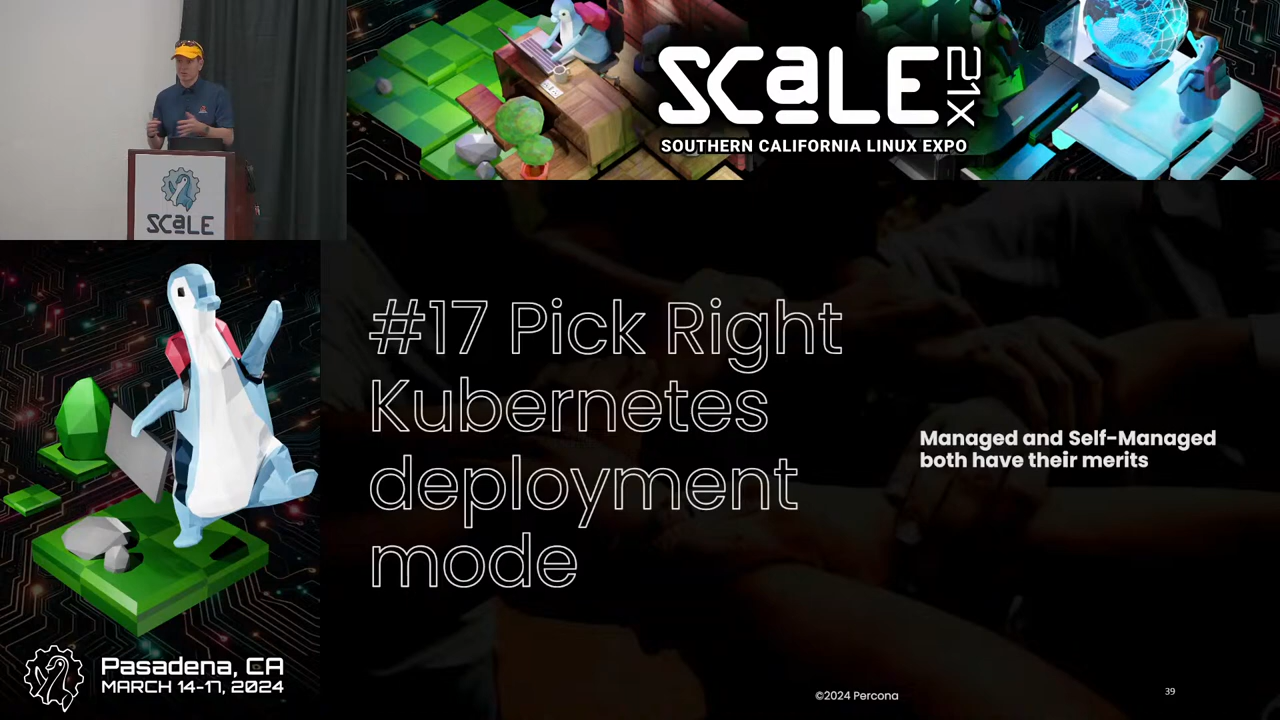 SCALE
SCaLE
21X
SOUTHERN CALIFORNIA LINUX EXPO
#17 Pick Right
Kubernetes
deployment
mode
Managed and Self-Managed
both have their merits
Pasadena, CA
MARCH 14-17, 2024
©2024 Percona
39